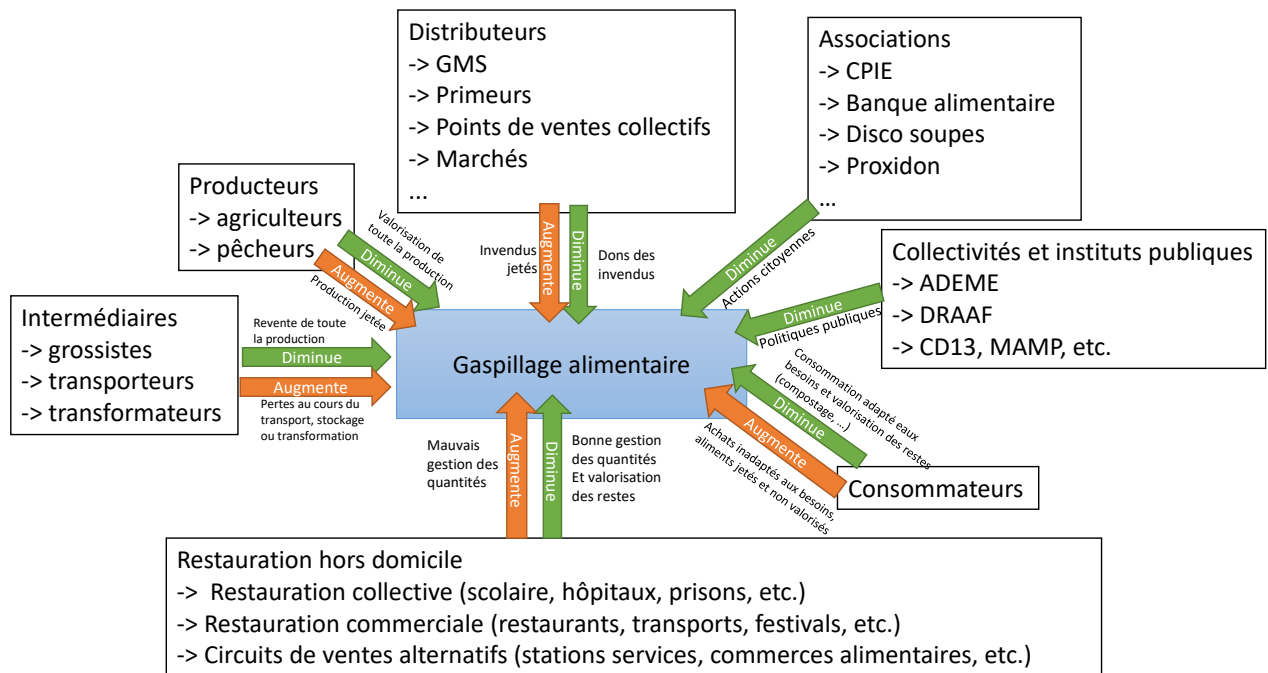 Distributeurs
-> GMS
-> Primeurs
-> Points de ventes collectifs
-> Marchés
...
Associations
-> CPIE
-> Banque alimentaire
-> Disco soupes
-> Proxidon
...
Producteurs
-> agriculteurs
-> pêcheurs
Valorisation de
toute la production
Diminue
Augmente
Production jetée
Invendus
jetés
Augmente
Diminue
Dons des
invendus
Diminue
Actions citoyennes
Collectivités et instituts publiques
-> ADEME
-> DRAAF
-> CD13, MAMP, etc.
Diminue
Politiques publiques
Intermédiaires
-> grossistes
-> transporteurs
-> transformateurs
Revente de toute
la production
Diminue
Augmente
Pertes au cours du
transport, stockage
ou transformation
Gaspillage alimentaire
Consommation adapté eaux
besoins et valorisation des restes
(compostage, ...)
Diminue
Augmente
Achats inadaptés aux besoins,
aliments jetés et non valorisés
Consommateurs
Mauvais
gestion des
quantités
Augmente
Diminue
Bonne gestion
des quantités
Et valorisation
des restes
Restauration hors domicile
-> Restauration collective (scolaire, hôpitaux, prisons, etc.)
-> Restauration commerciale (restaurants, transports, festivals, etc.)
-> Circuits de ventes alternatifs (stations services, commerces alimentaires, etc.)